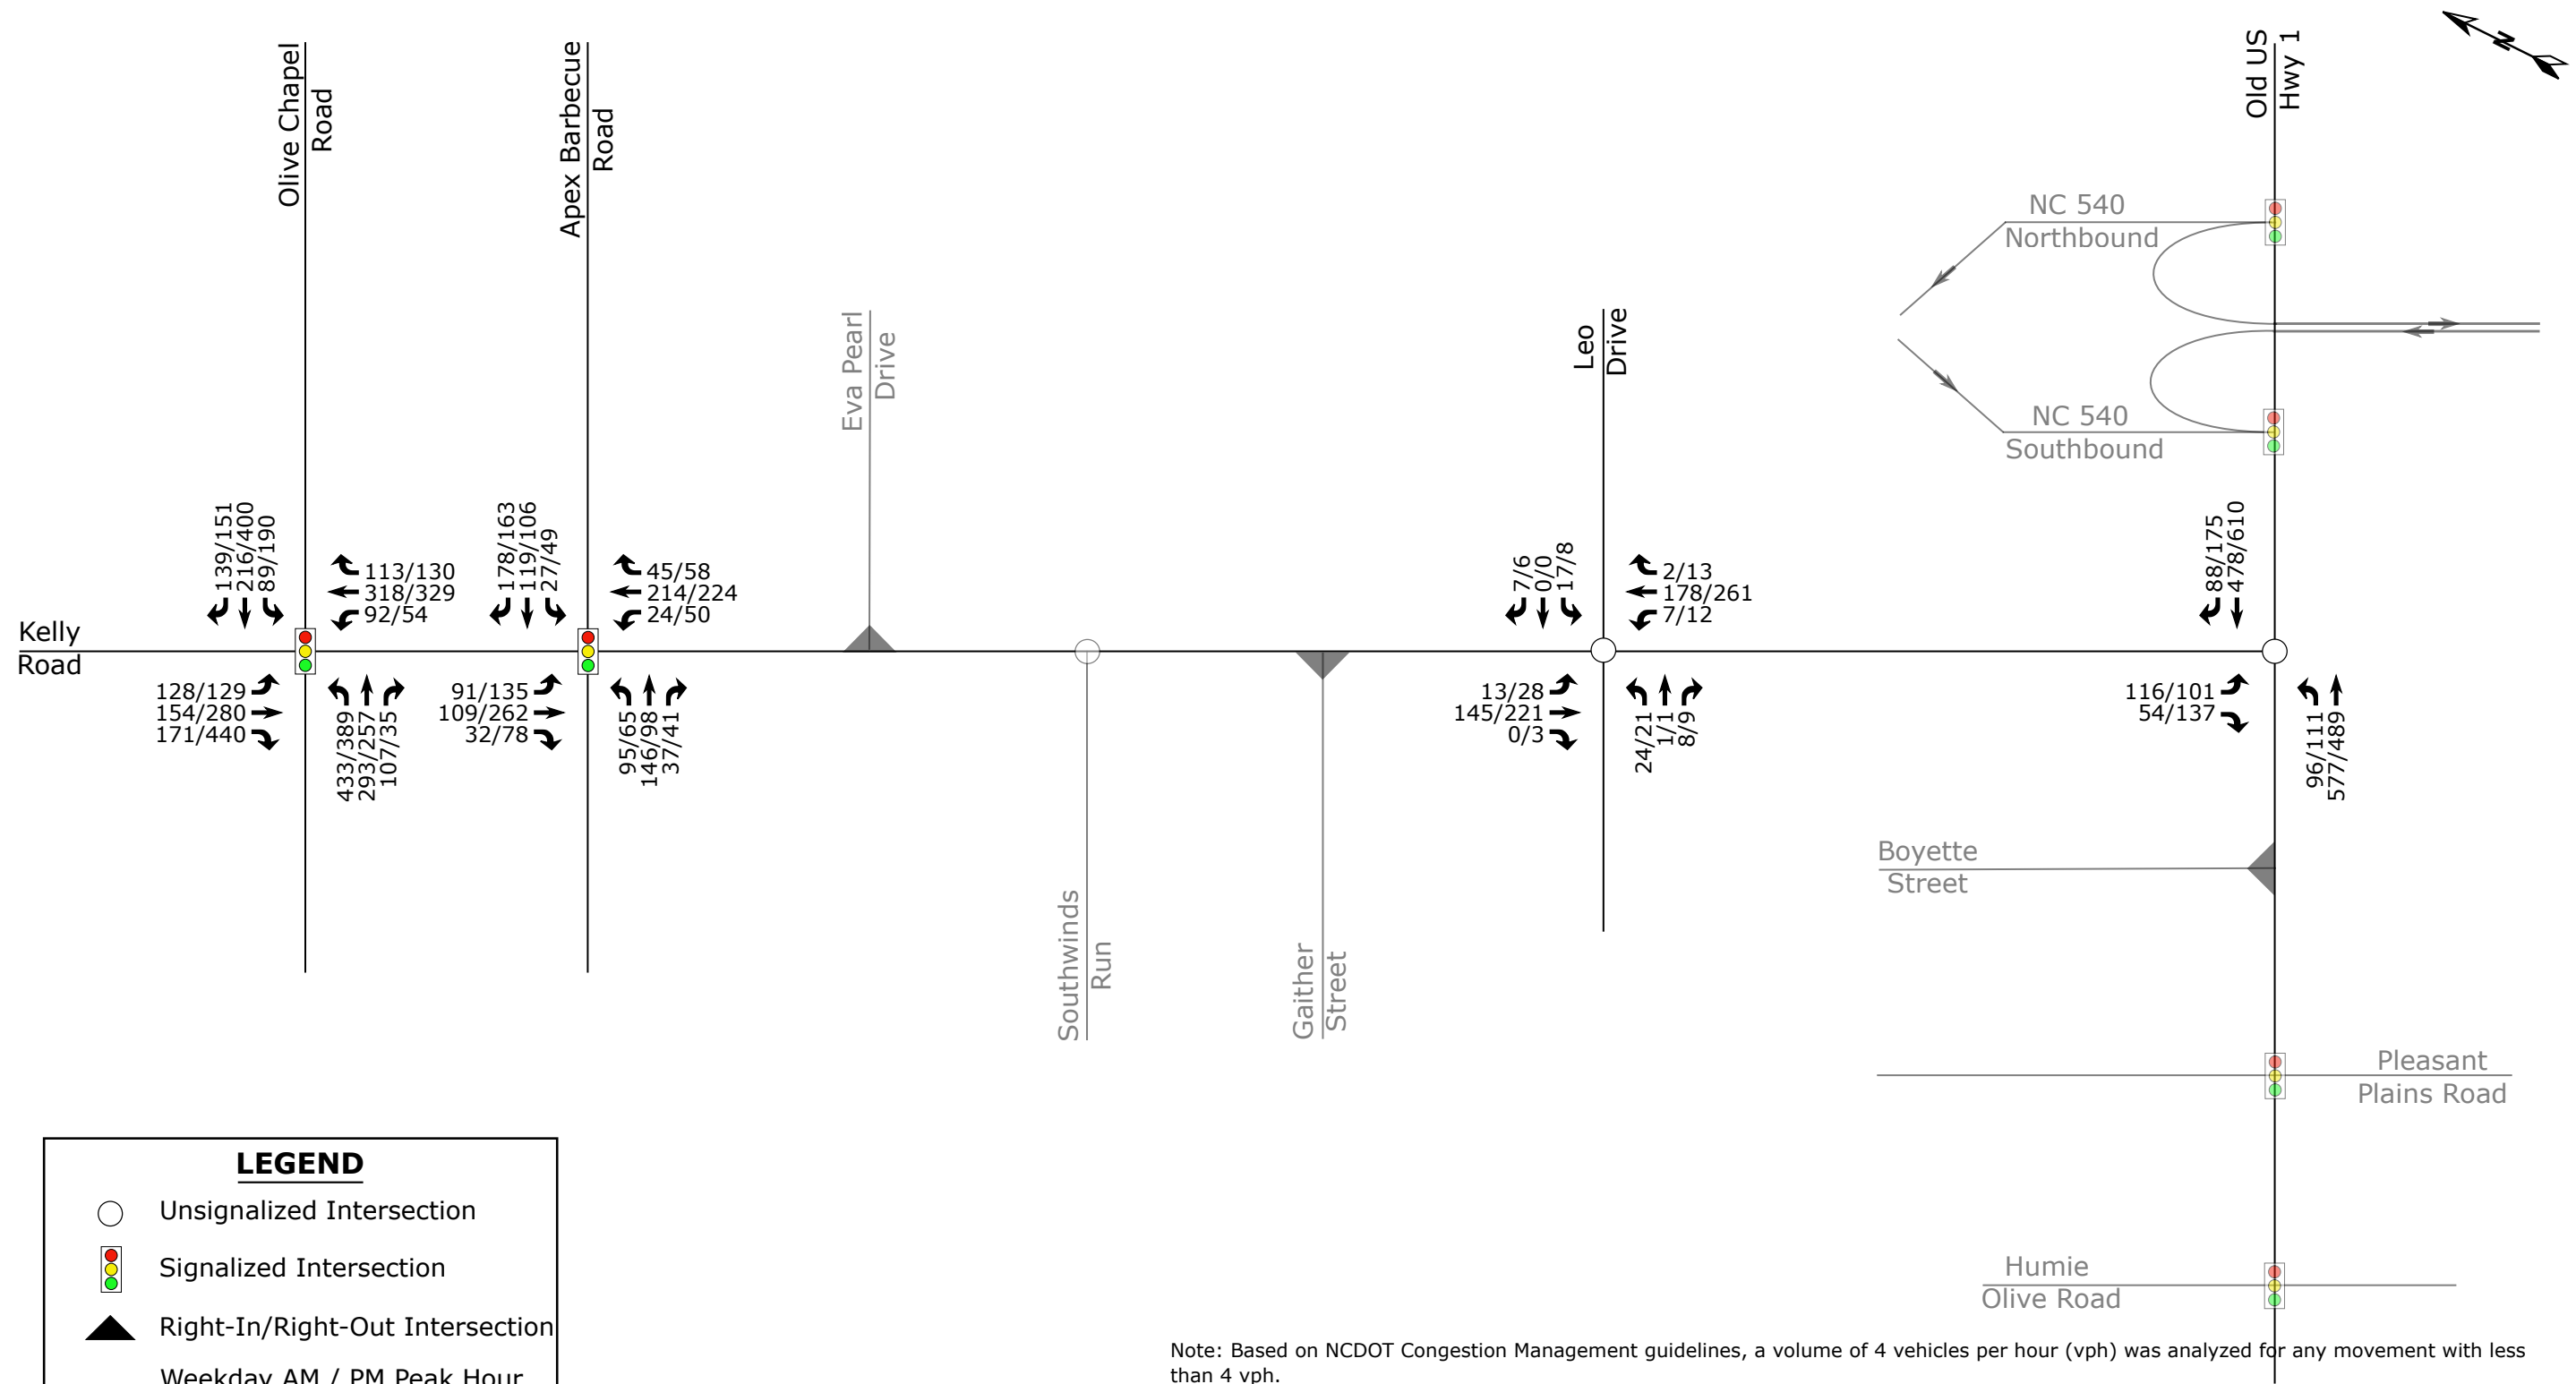 Olive Chapel
Road
Apex Barbecue
Road
Eva Pearl
Drive
Leo
Drive
Old US
Hwy 1
N
NC 540
Northbound
NC 540
Southbound
139/151
216/400
89/190
113/130
318/329
92/54
178/163
119/106
27/49
45/58
214/224
24/50
7/6
0/0
17/8
2/13
178/261
7/12
88/175
478/610
Kelly
Road
128/129
154/280
171/440
433/389
293/257
107/35
91/135
109/262
32/78
95/65
146/98
37/41
13/28
145/221
0/3
24/21
1/1
8/9
116/101
54/137
96/111
577/489
Southwinds
Run
Gaither
Street
Boyette
Street
Pleasant
Plains Road
Humie
Olive Road
LEGEND
Unsignalized Intersection
Signalized Intersection
Right-In/Right-Out Intersection
Weekday AM / PM Peak Hour
Note: Based on NCDOT Congestion Management guidelines, a volume of 4 vehicles per hour (vph) was analyzed for any movement with less
than 4 vph.